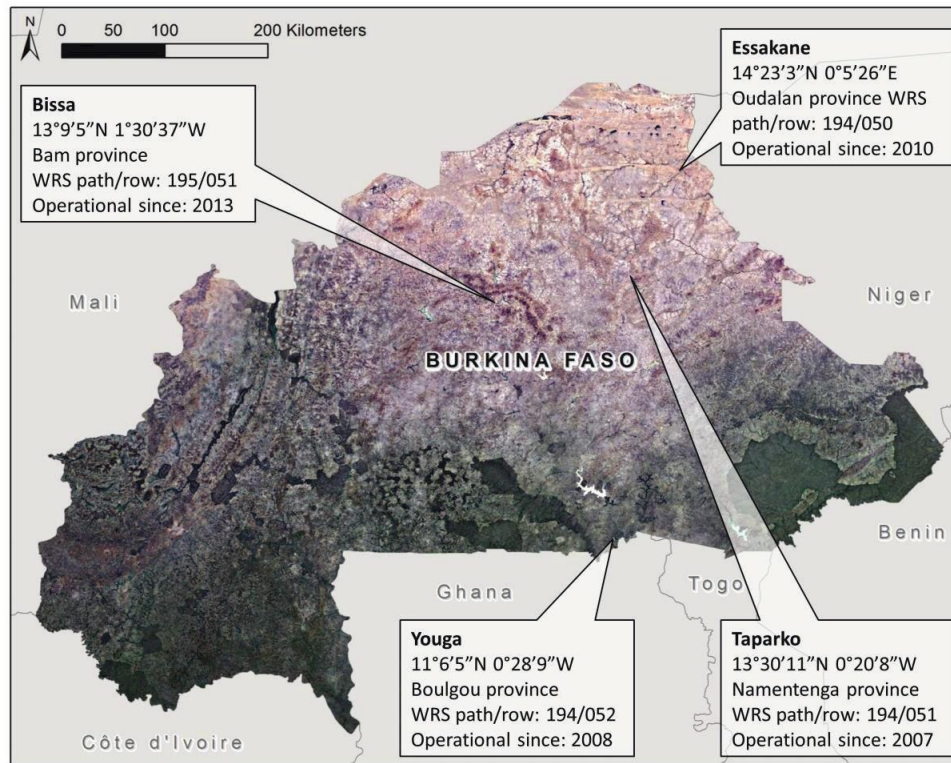 N
0 50 100 200 Kilometers
Essakane
14°23’3”N 0°5’26”E
Oudalan province WRS
path/row: 194/050
Operational since: 2010
Bissa
13°9’5”N 1°30’37”W
Bam province
WRS path/row: 195/051
Operational since: 2013
Mali
Niger
BURKINA FASO
Benin
Ghana
Togo
Youga
11°6’5”N 0°28’9”W
Boulgou province
WRS path/row: 194/052
Operational since: 2008
Taparko
13°30’11”N 0°20’8”W
Namentenga province
WRS path/row: 194/051
Operational since: 2007
Côte d'Ivoire